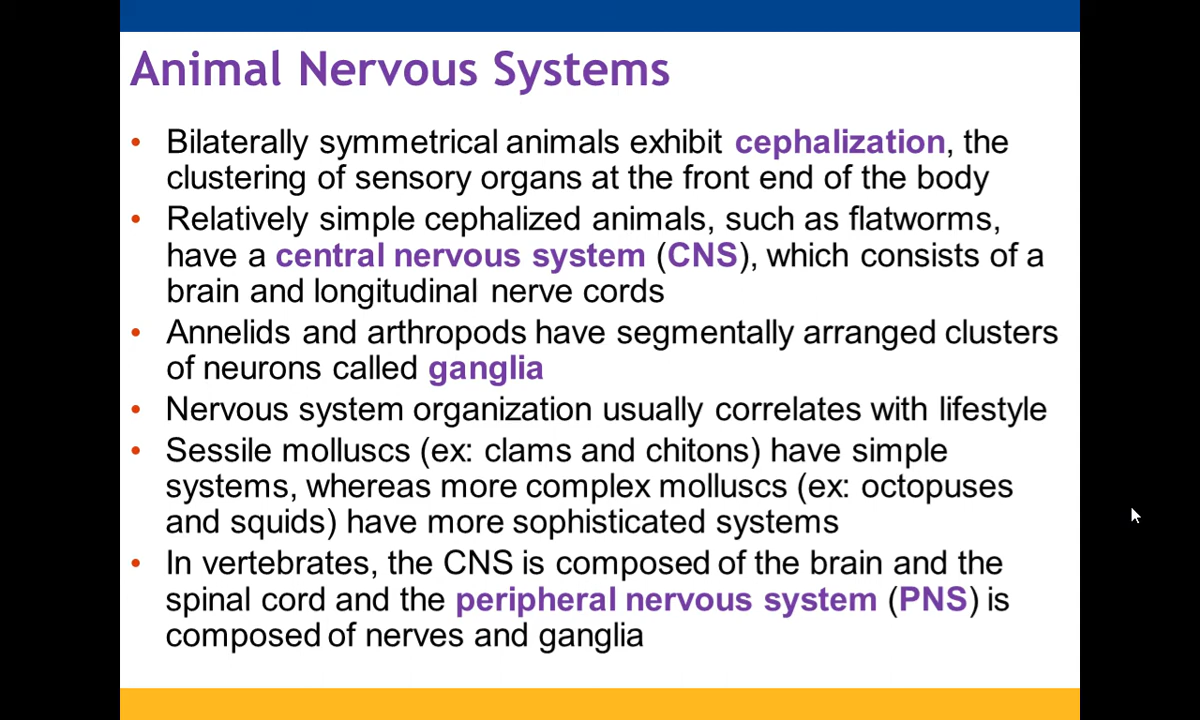 Animal Nervous Systems
• Bilaterally symmetrical animals exhibit cephalization, the
clustering of sensory organs at the front end of the body
• Relatively simple cephalized animals, such as flatworms,
have a central nervous system (CNS), which consists of a
brain and longitudinal nerve cords
• Annelids and arthropods have segmentally arranged clusters
of neurons called ganglia
• Nervous system organization usually correlates with lifestyle
• Sessile molluscs (ex: clams and chitons) have simple
systems, whereas more complex molluscs (ex: octopuses
and squids) have more sophisticated systems
• In vertebrates, the CNS is composed of the brain and the
spinal cord and the peripheral nervous system (PNS) is
composed of nerves and ganglia